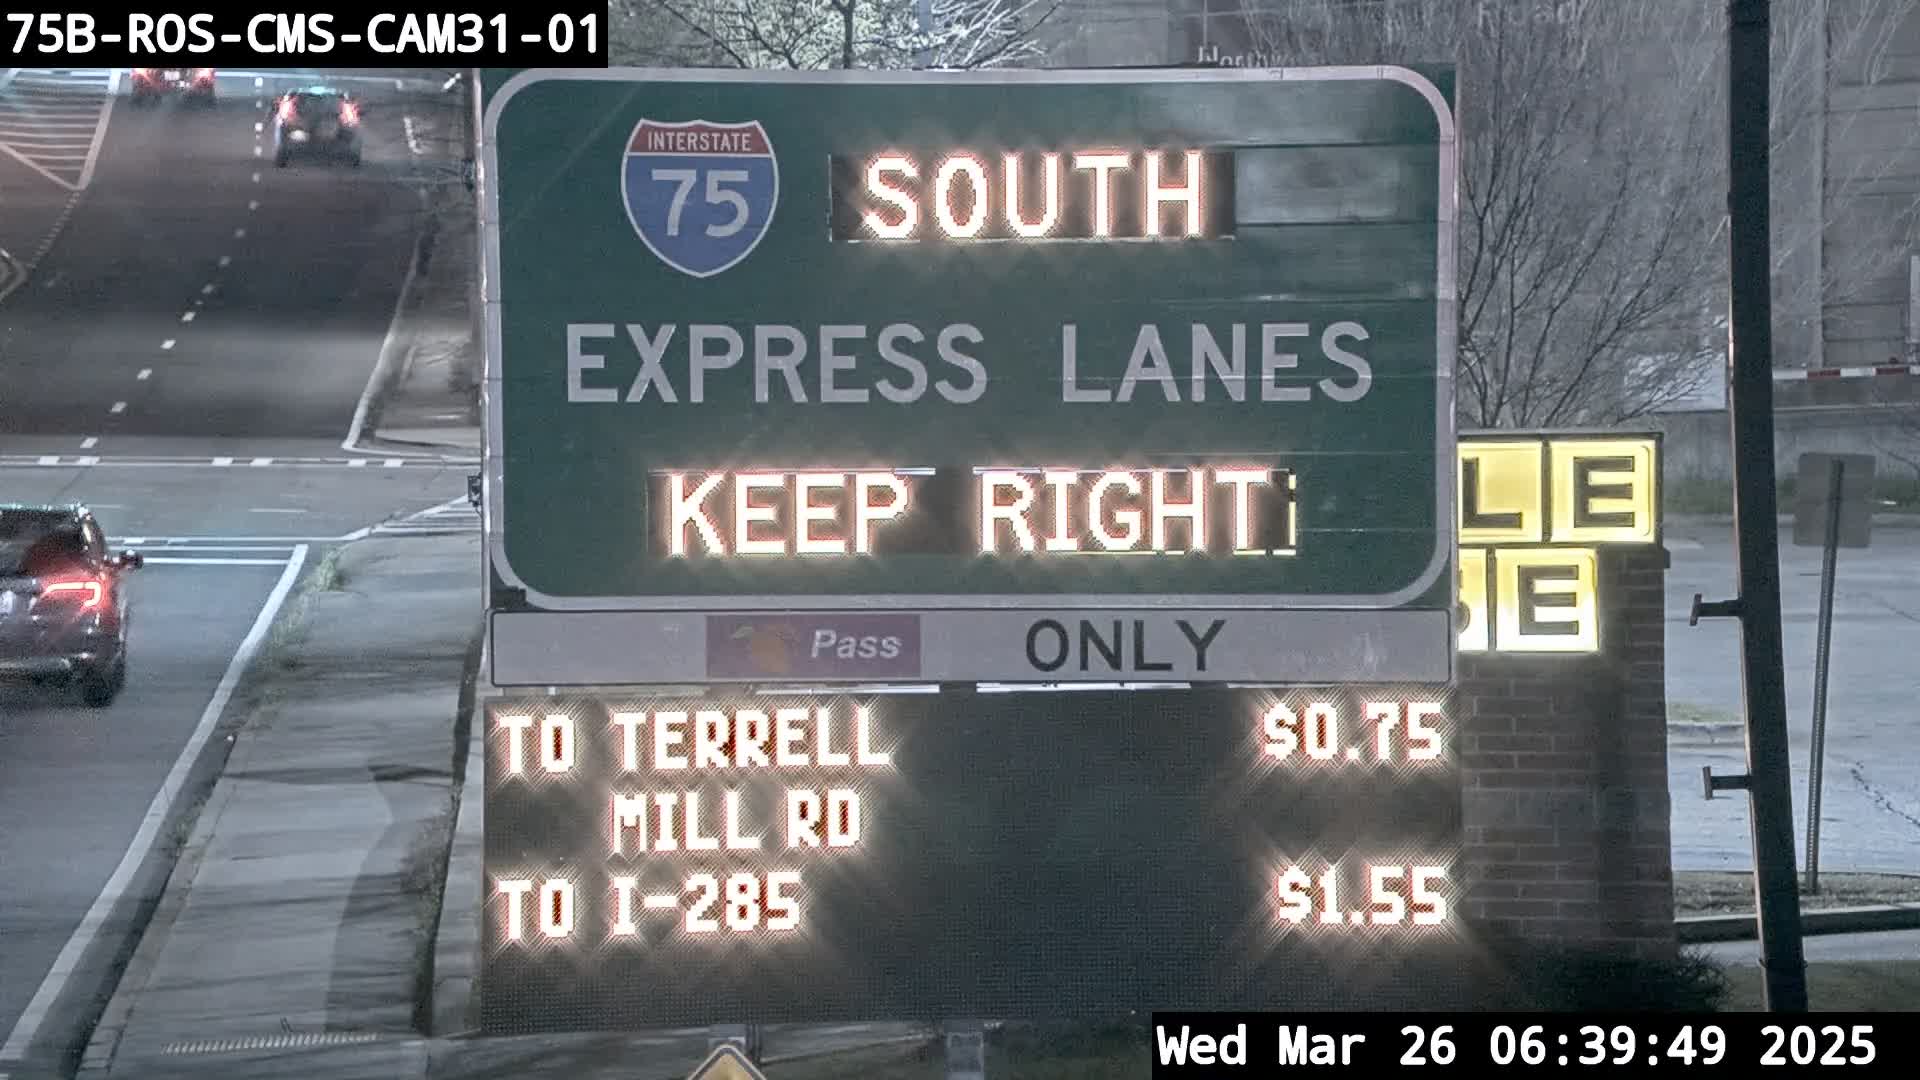 75B-ROS-CMS-CAM31-01
INTERSTATE
75
SOUTH
EXPRESS LANES
KEEP RIGHT
Pass ONLY
TO TERRELL $0.75
MILL RD
TO I-285 $1.55
LE
E
Wed Mar 26 06:39:49 2025